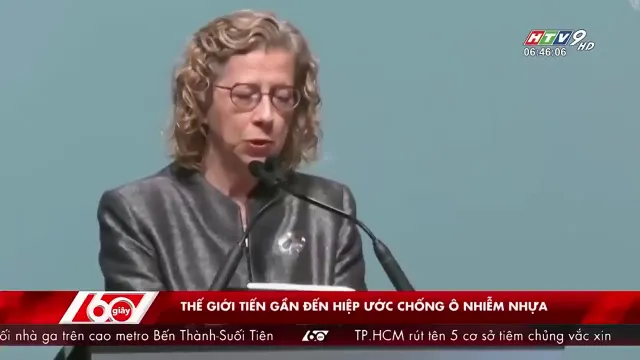 HTV9 HD
06:46:06
60 giây
THẾ GIỚI TIẾN GẦN ĐẾN HIỆP ƯỚC CHỐNG Ô NHIỄM NHỰA
ối nhà ga trên cao metro Bến Thành-Suối Tiên 60 TP.HCM rút tên 5 cơ sở tiêm chủng vắc xin